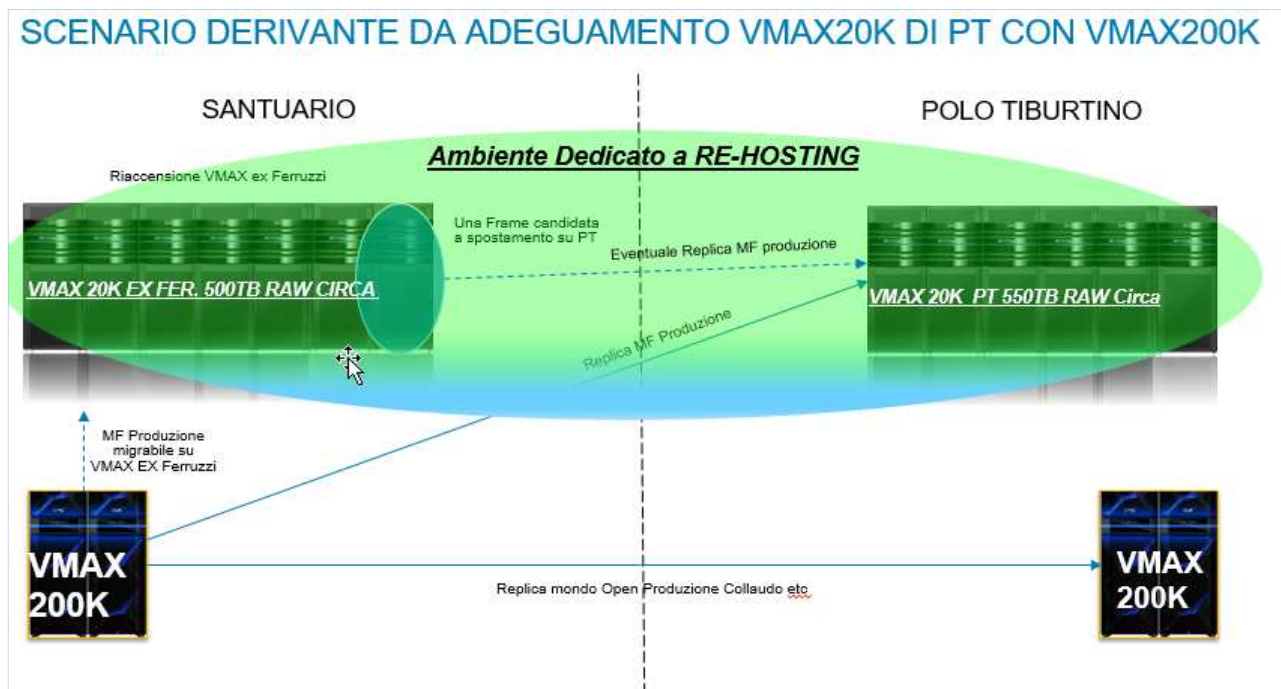 SCENARIO DERIVANTE DA ADEGUAMENTO VMAX20K DI PT CON VMAX200K
SANTUARIO
POLO TIBURTINO
Ambiente Dedicato a RE-HOSTING
Riaccensione VMAX ex Ferruzzi
Una Frame candidata
a spostamento su PT
Eventuale Replica MF produzione
VMAX 20K EX FER. 500TB RAW CIRCA
VMAX 20K PT 550TB RAW Circa
Replica MF Produzione
MF Produzione
migrabile su
VMAX EX Ferruzzi
VMAX
200K
VMAX
200K
Replica mondo Open Produzione Collaudo etc